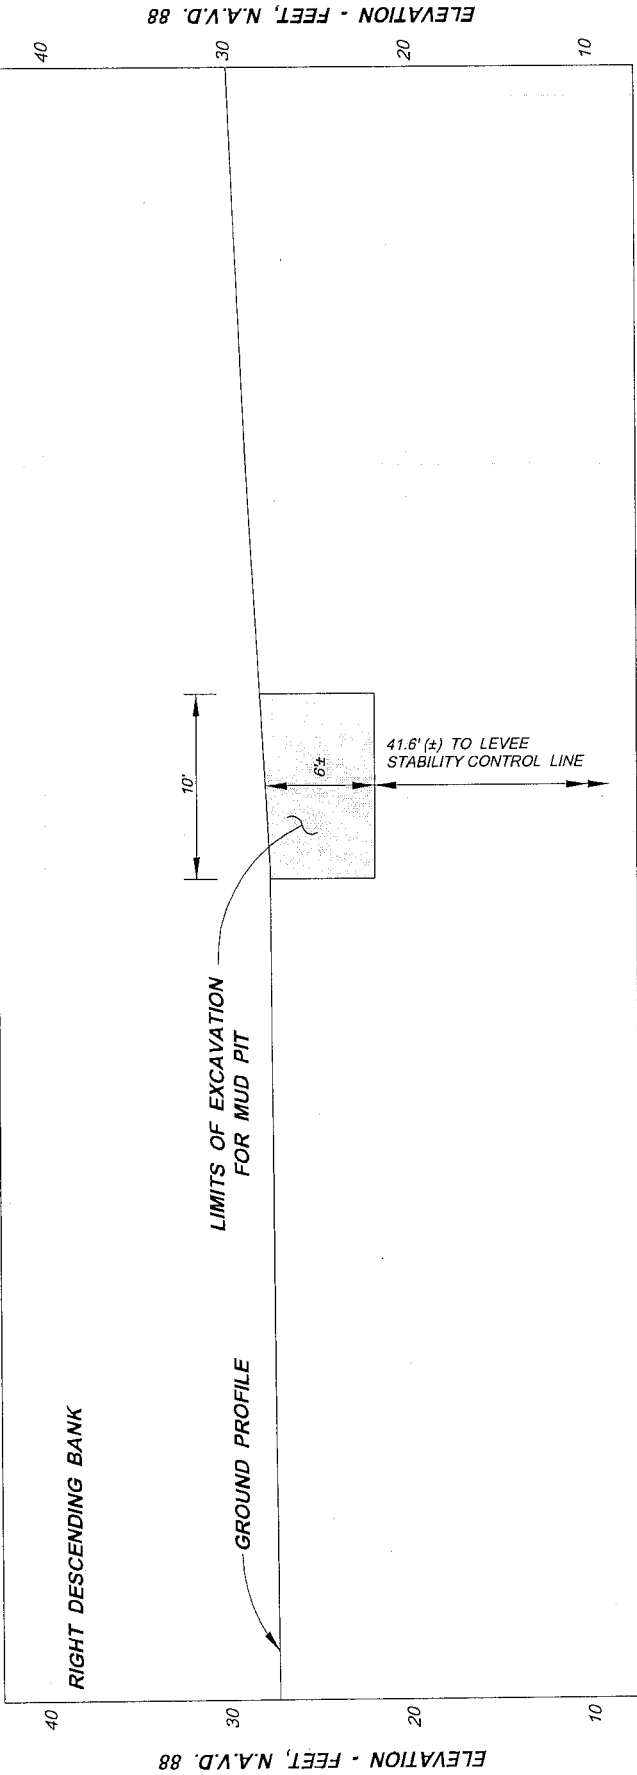 ELEVATION - FEET, N.A.V.D. 88
40
30
20
10
RIGHT DESCENDING BANK
GROUND PROFILE
LIMITS OF EXCAVATION
FOR MUD PIT
10'
6'±
41.6' (±) TO LEVEE
STABILITY CONTROL LINE
40
30
20
10
ELEVATION - FEET, N.A.V.D. 88